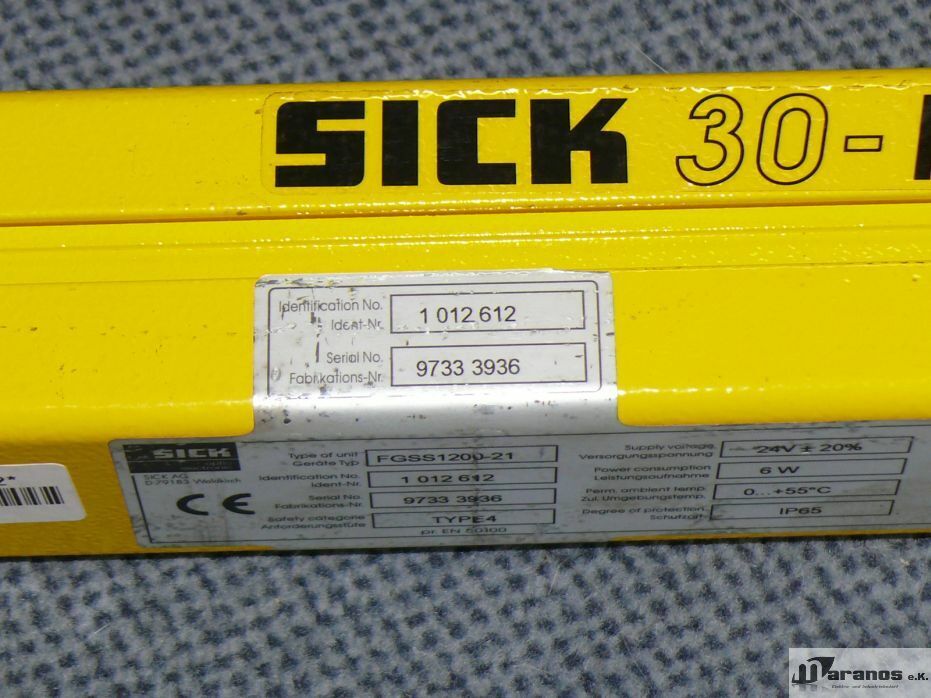 SICK 30-
Identification No.
Ident-Nr.
1 012 612
Serial No.
Fabrikations-Nr.
9733 3936
SICK
SICK AG
D-79183 Waldkirch
CE
Type of unit
Geräte Typ
FGSS1200-21
Identification No.
Ident-Nr.
1 012 612
Serial No.
Fabrikations-Nr.
9733 3936
Safety categorie
Anforderungsstufe
TYPE4
pr. EN 50100
Supply voltage
Versorgungsspannung
24V ± 20%
Power consumption
Leistungsaufnahme
6 W
Perm. ambient temp.
Zul. Umgebungstemp.
0...+55°C
Degree of protection
Schutzart
IP65
Maranos e.K.